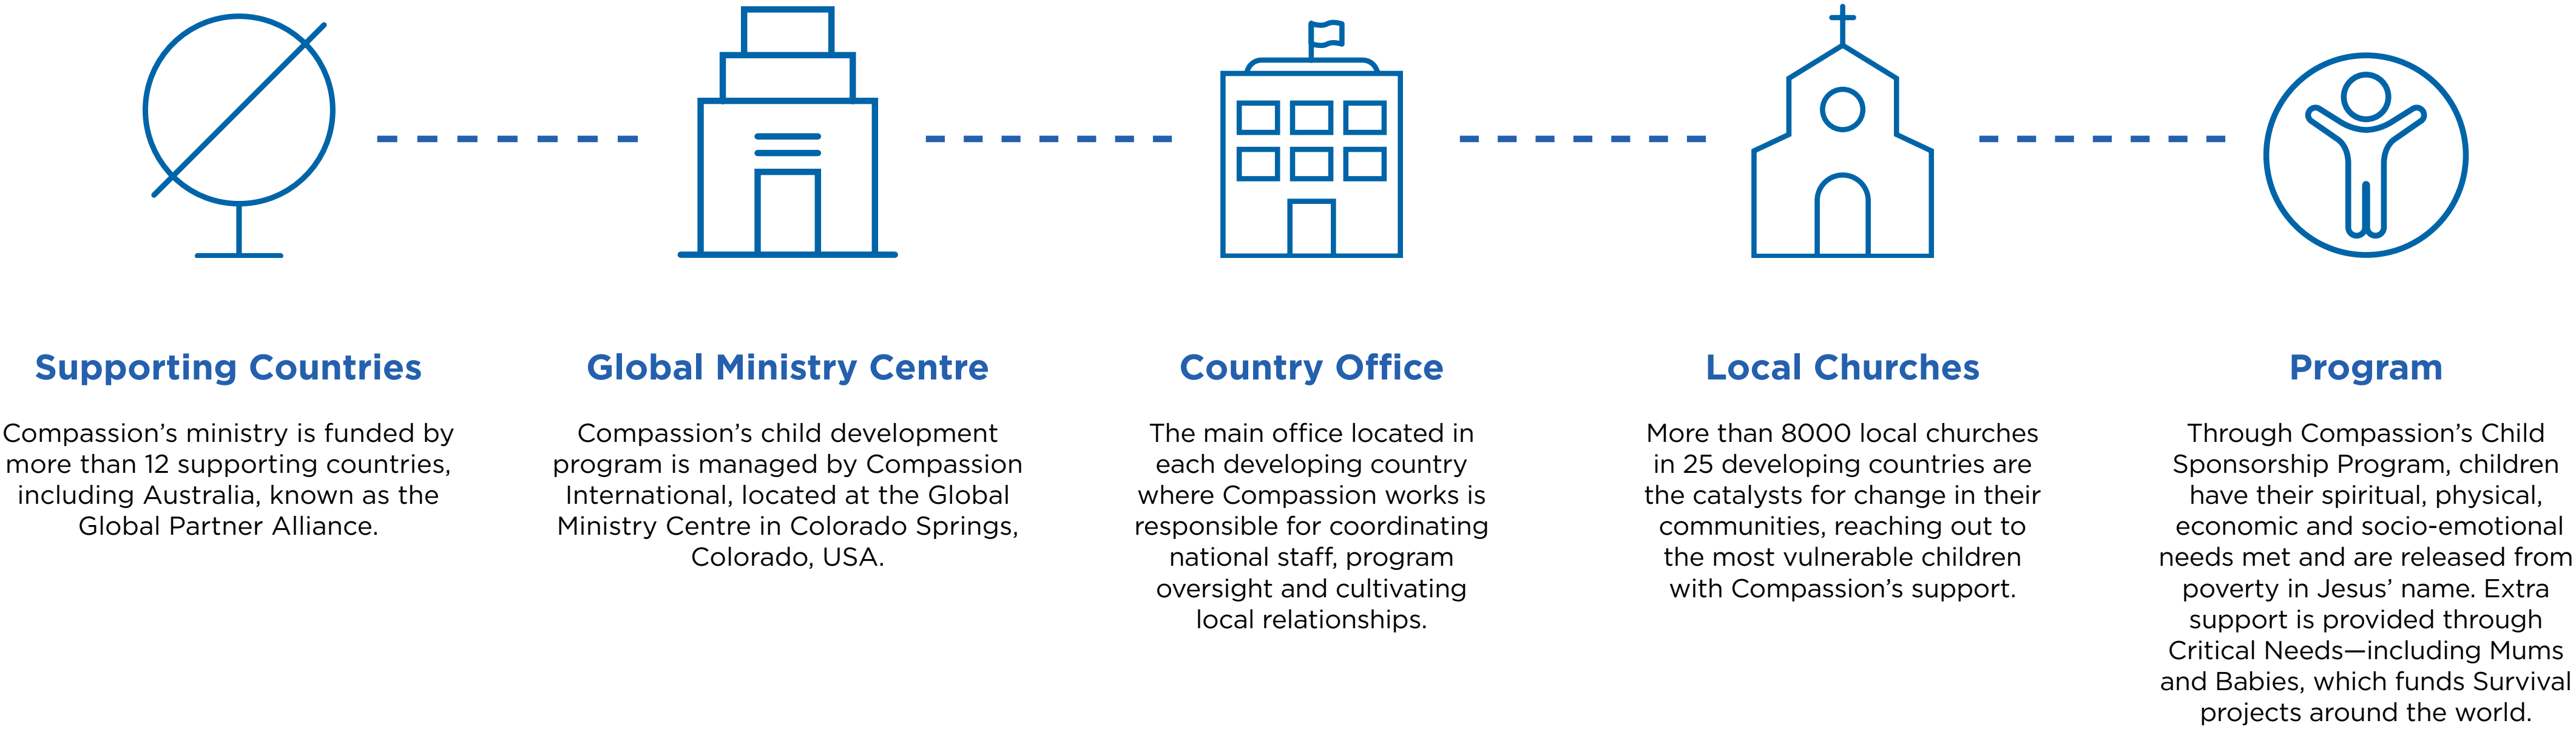 Supporting Countries
Compassion’s ministry is funded by
more than 12 supporting countries,
including Australia, known as the
Global Partner Alliance.
Global Ministry Centre
Compassion’s child development
program is managed by Compassion
International, located at the Global
Ministry Centre in Colorado Springs,
Colorado, USA.
Country Office
The main office located in
each developing country
where Compassion works is
responsible for coordinating
national staff, program
oversight and cultivating
local relationships.
Local Churches
More than 8000 local churches
in 25 developing countries are
the catalysts for change in their
communities, reaching out to
the most vulnerable children
with Compassion’s support.
Program
Through Compassion’s Child
Sponsorship Program, children
have their spiritual, physical,
economic and socio-emotional
needs met and are released from
poverty in Jesus’ name. Extra
support is provided through
Critical Needs—including Mums
and Babies, which funds Survival
projects around the world.